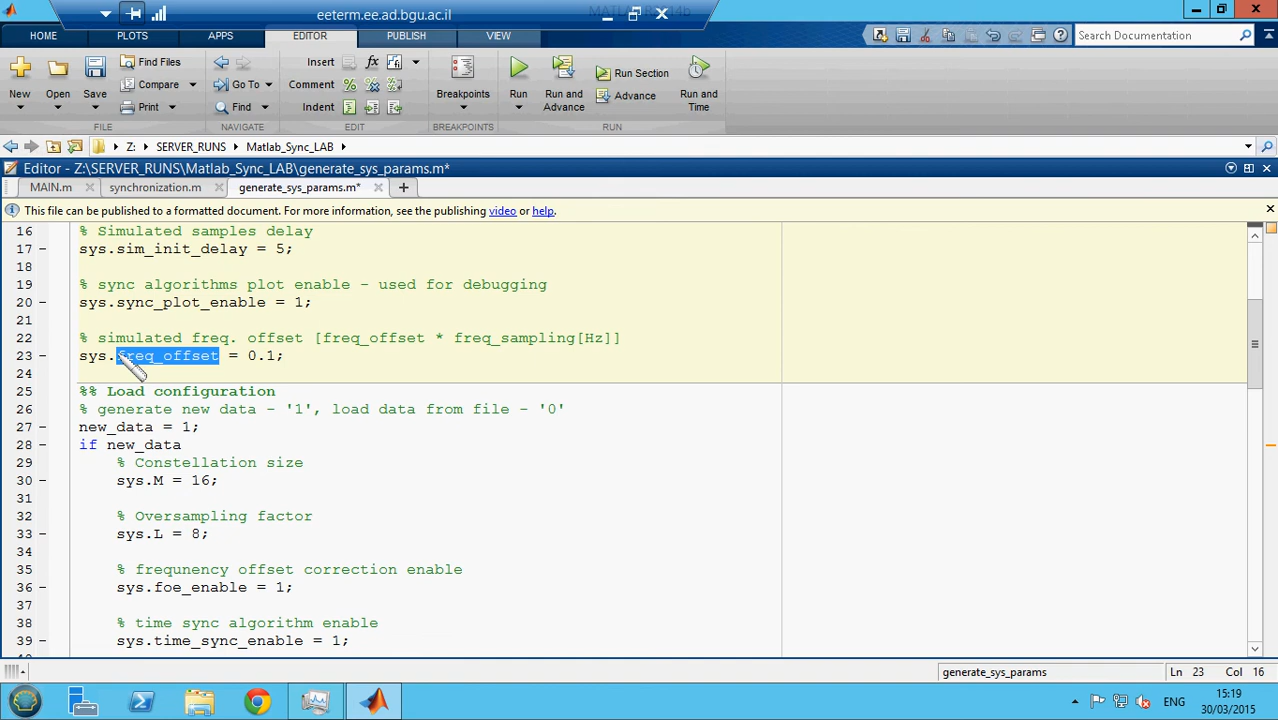 eeterm.ee.ad.bgu.ac.il
HOME PLOTS APPS EDITOR PUBLISH VIEW Search Documentation
New Open Save Find Files Compare Print Go To Find Insert fx Comment Indent Breakpoints Run Run and Advance Run Section Advance Run and Time
FILE NAVIGATE EDIT BREAKPOINTS RUN
Z: SERVER_RUNS Matlab_Sync_LAB
Editor - Z:\SERVER_RUNS\Matlab_Sync_LAB\generate_sys_params.m*
MAIN.m synchronization.m generate_sys_params.m*
This file can be published to a formatted document. For more information, see the publishing video or help.
16 % Simulated samples delay
17 - sys.sim_init_delay = 5;
18
19 % sync algorithms plot enable - used for debugging
20 - sys.sync_plot_enable = 1;
21
22 % simulated freq. offset [freq_offset * freq_sampling[Hz]]
23 - sys.freq_offset = 0.1;
24
25 %% Load configuration
26 % generate new data - '1', load data from file - '0'
27 - new_data = 1;
28 - if new_data
29 % Constellation size
30 - sys.M = 16;
31
32 % Oversampling factor
33 - sys.L = 8;
34
35 % frequnency offset correction enable
36 - sys.foe_enable = 1;
37
38 % time sync algorithm enable
39 - sys.time_sync_enable = 1;
generate_sys_params Ln 23 Col 16
ENG 15:19
30/03/2015